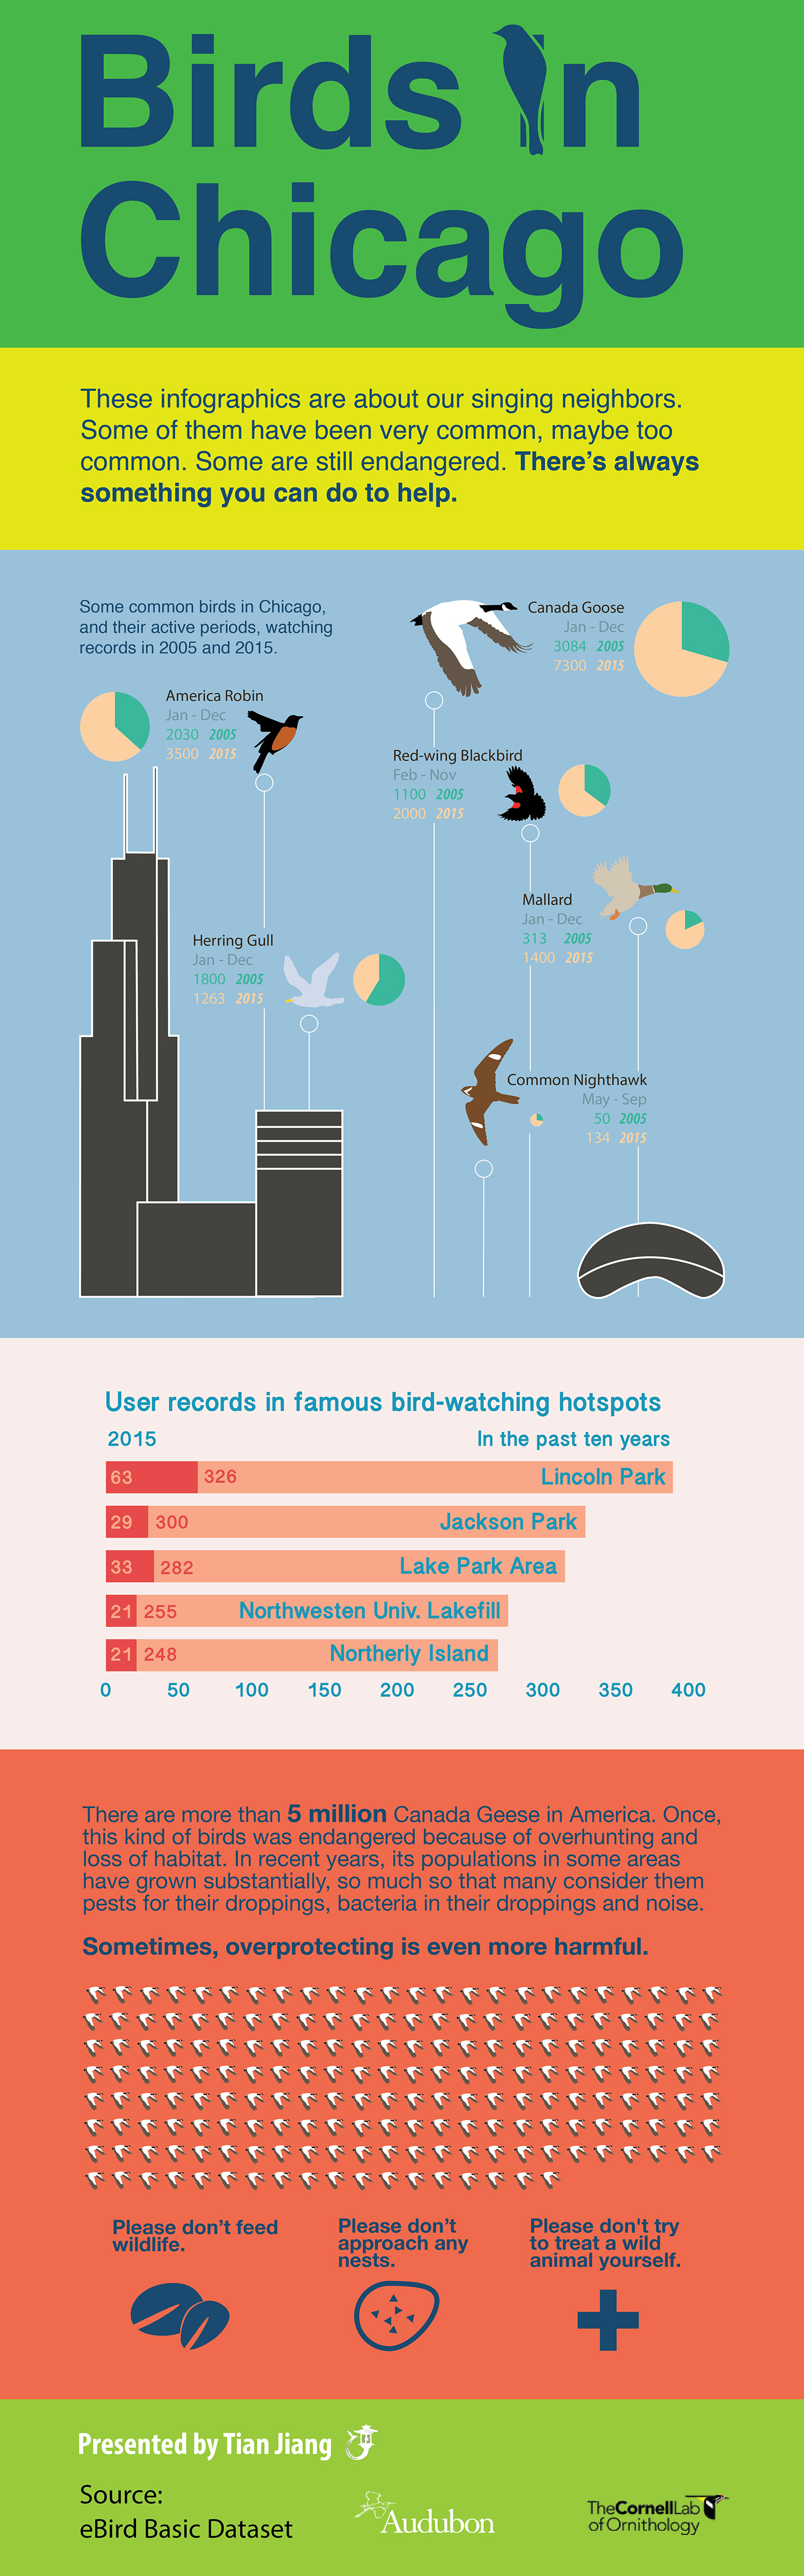 Birds in
Chicago
These infographics are about our singing neighbors.
Some of them have been very common, maybe too
common. Some are still endangered. There's always
something you can do to help.
Some common birds in Chicago,
and their active periods, watching
records in 2005 and 2015.
Canada Goose
Jan - Dec
3084 2005
7300 2015
America Robin
Jan - Dec
2030 2005
3500 2015
Red-wing Blackbird
Feb - Nov
1100 2005
2000 2015
Mallard
Jan - Dec
313 2005
1400 2015
Herring Gull
Jan - Dec
1800 2005
1263 2015
Common Nighthawk
May - Sep
50 2005
134 2015
User records in famous bird-watching hotspots
2015 In the past ten years
63 326 Lincoln Park
29 300 Jackson Park
33 282 Lake Park Area
21 255 Northwesten Univ. Lakefill
21 248 Northerly Island
0 50 100 150 200 250 300 350 400
There are more than 5 million Canada Geese in America. Once,
this kind of birds was endangered because of overhunting and
loss of habitat. In recent years, its populations in some areas
have grown substantially, so much so that many consider them
pests for their droppings, bacteria in their droppings and noise.
Sometimes, overprotecting is even more harmful.
Please don't feed
wildlife.
Please don't
approach any
nests.
Please don't try
to treat a wild
animal yourself.
Presented by Tian Jiang
Source:
eBird Basic Dataset
Audubon
TheCornellLab
of Ornithology